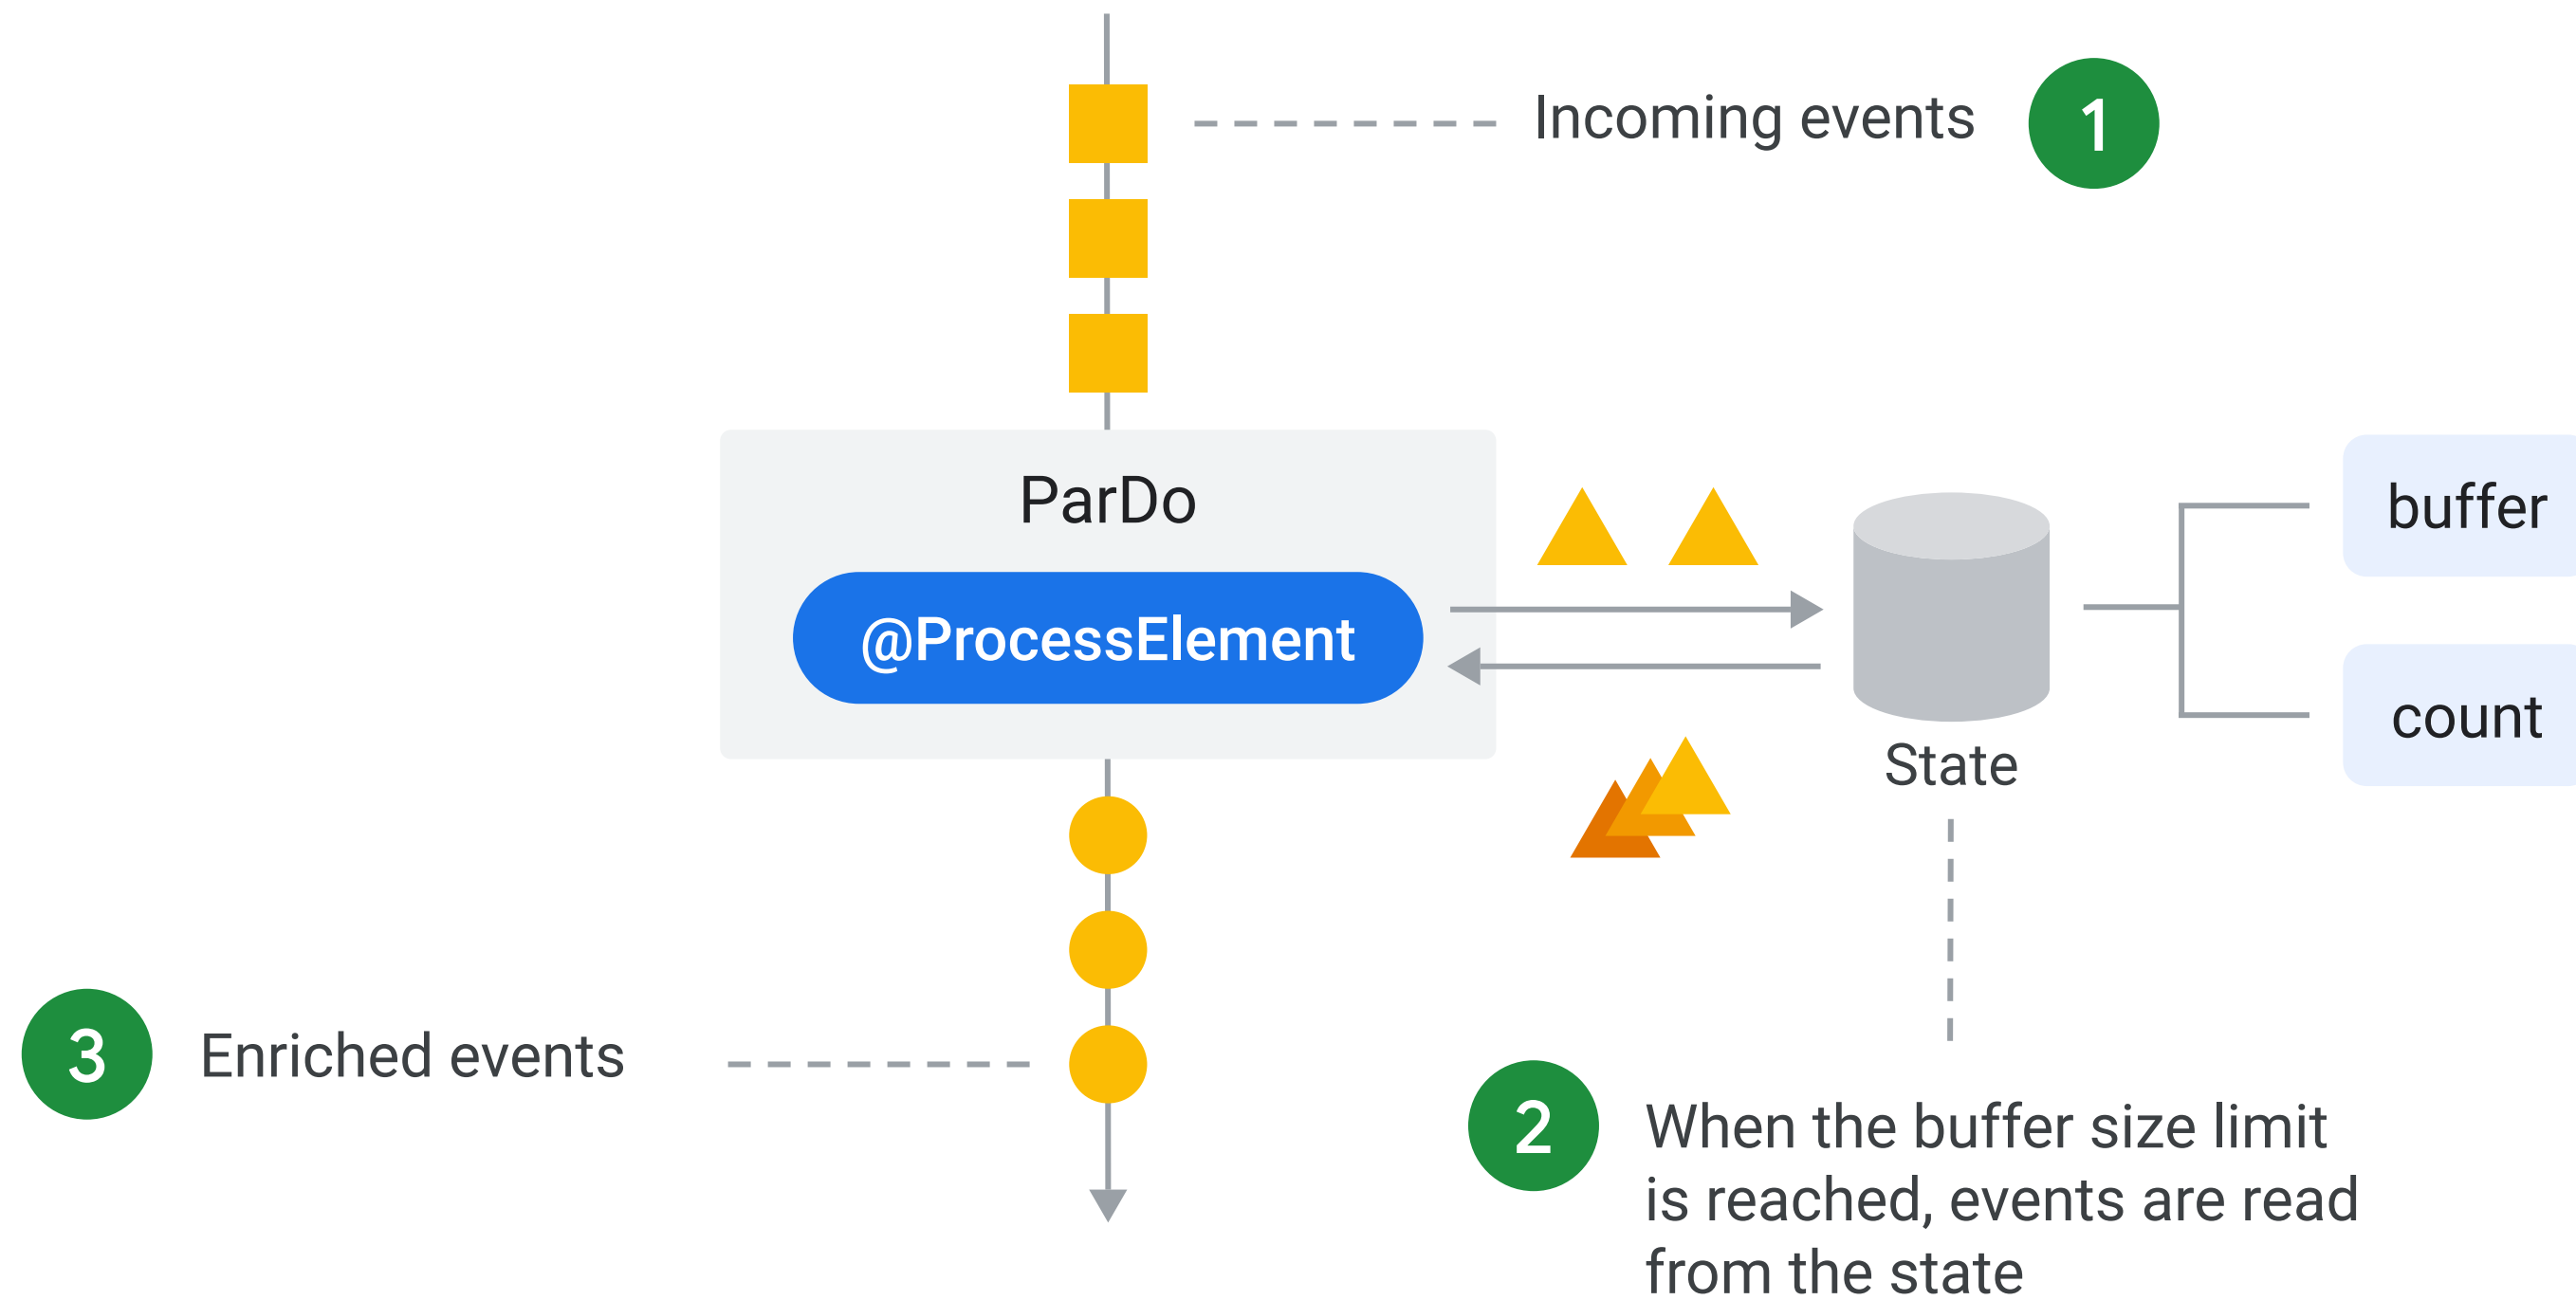 Incoming events
1
ParDo
@ProcessElement
buffer
count
State
3
Enriched events
2
When the buffer size limit
is reached, events are read
from the state